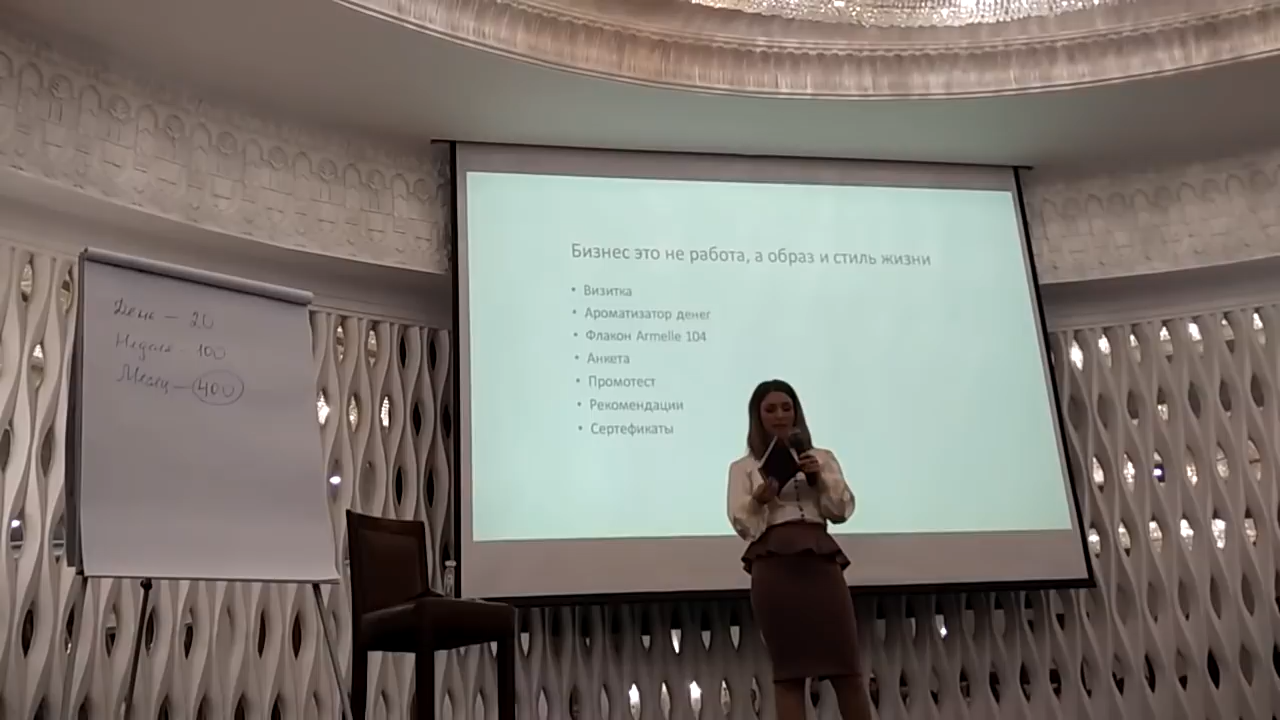 День – 20
Неделя - 100
Месяц – 400
Бизнес это не работа, а образ и стиль жизни
• Визитка
• Ароматизатор денег
• Флакон Armelle 104
• Анкета
• Промотест
• Рекомендации
• Сертефикаты